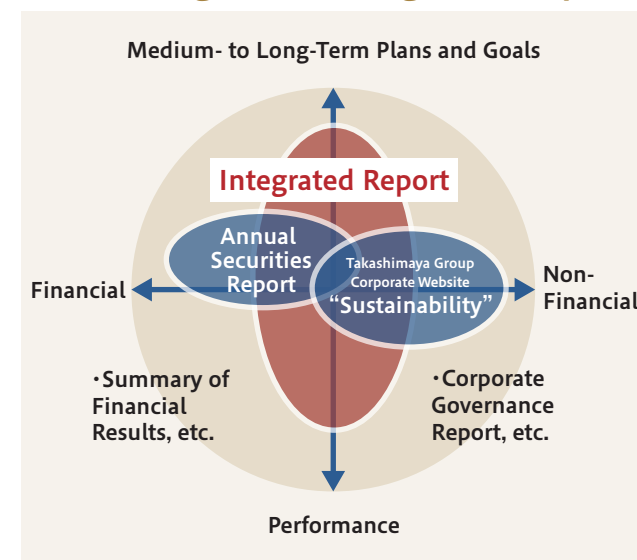 Medium- to Long-Term Plans and Goals
Integrated Report
Annual
Securities
Report
Takashimaya Group
Corporate Website
“Sustainability”
Financial
Non-
Financial
・Summary of
Financial
Results, etc.
・Corporate
Governance
Report, etc.
Performance